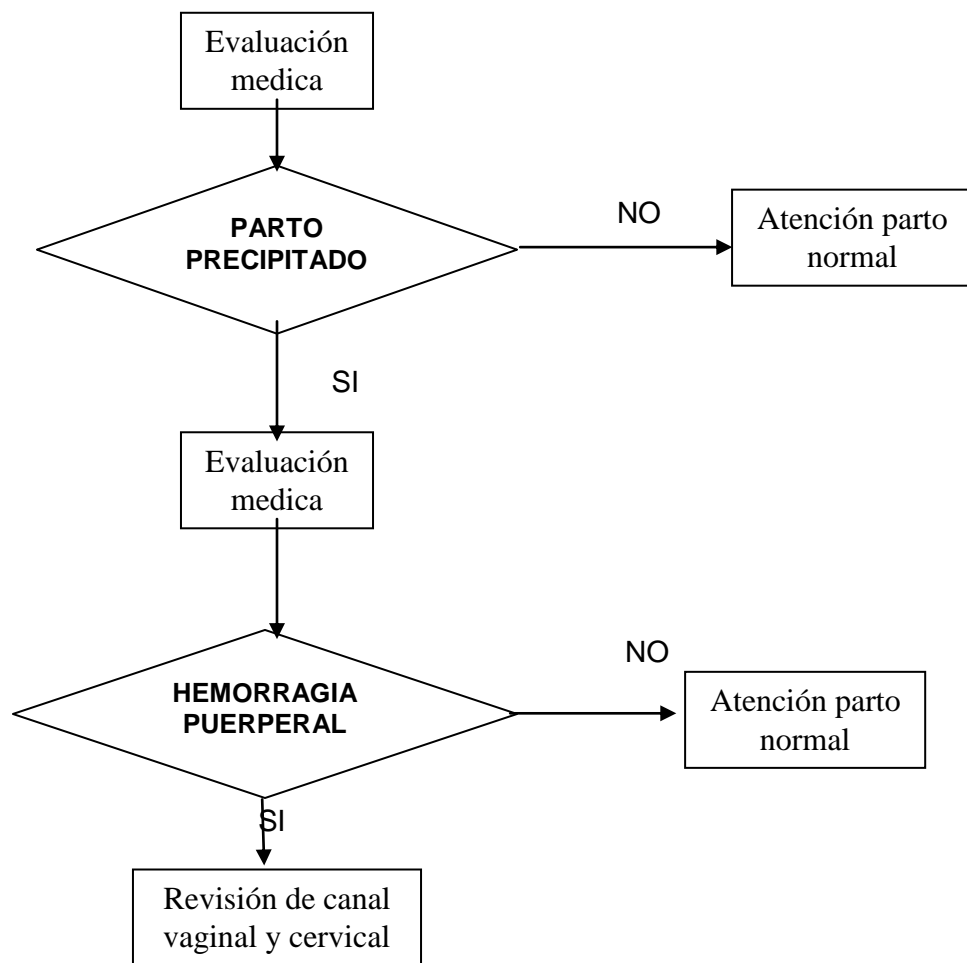 Evaluación
medica
PARTO
PRECIPITADO
NO
Atención parto
normal
SI
Evaluación
medica
HEMORRAGIA
PUERPERAL
NO
Atención parto
normal
SI
Revisión de canal
vaginal y cervical